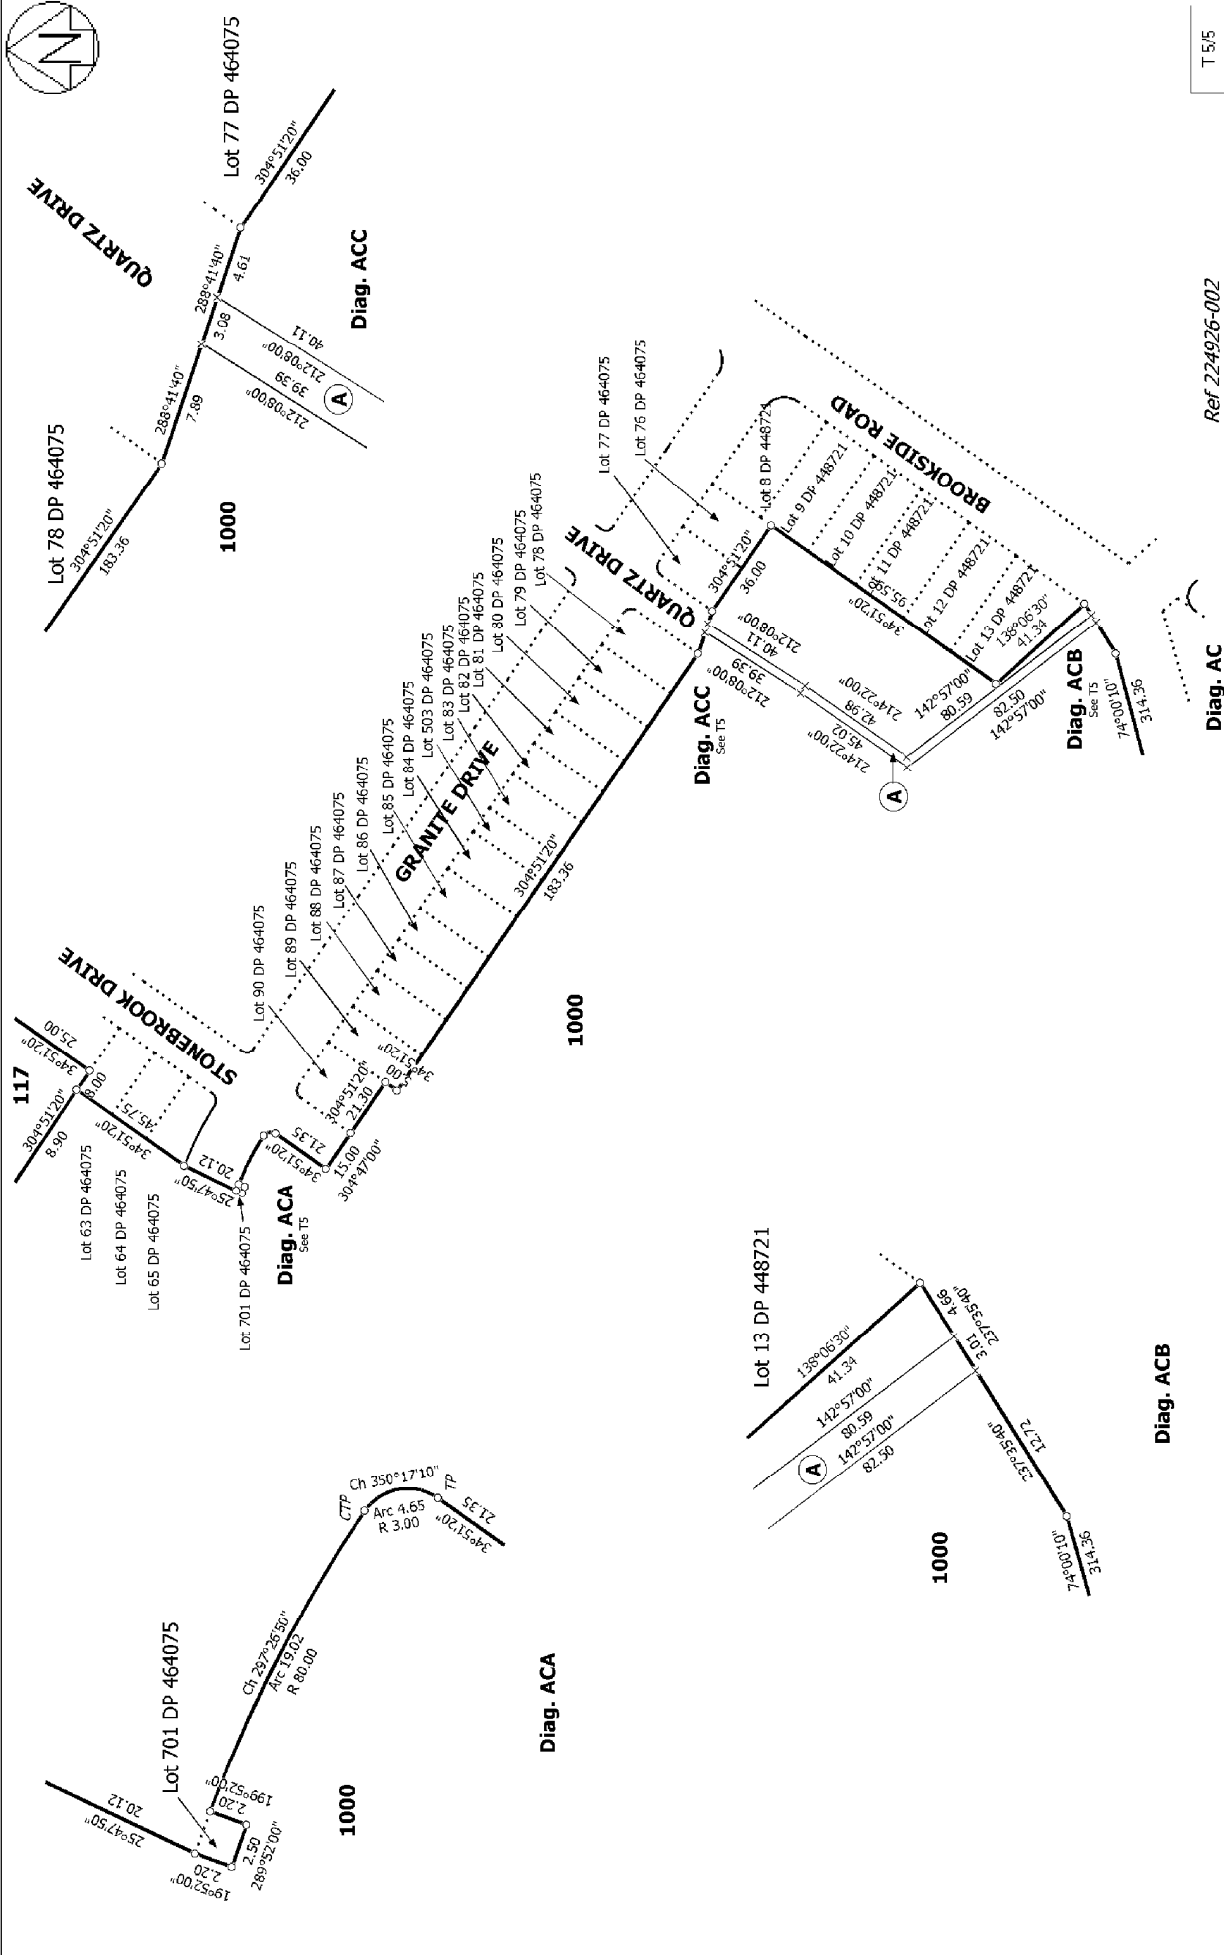 N
Lot 78 DP 464075
304°51'20"
183.36
QUARTZ DRIVE
288°41'40"
7.89
288°41'40"
3.08
4.61
Lot 77 DP 464075
304°51'20"
36.00
212°08'00"
39.39
212°08'00"
40.11
A
1000
Diag. ACC
117
304°51'20"
8.90
34°51'20"
25.00
8.00
STONEBROOK DRIVE
Lot 63 DP 464075
Lot 64 DP 464075
Lot 65 DP 464075
34°51'20"
45.75
25°47'50"
20.12
Lot 701 DP 464075
Diag. ACA
See T5
34°51'20"
21.35
15.00
304°47'00"
304°51'20"
21.30
34°51'20"
Lot 90 DP 464075
Lot 89 DP 464075
Lot 88 DP 464075
Lot 87 DP 464075
Lot 86 DP 464075
Lot 85 DP 464075
Lot 84 DP 464075
Lot 503 DP 464075
Lot 83 DP 464075
Lot 82 DP 464075
Lot 81 DP 464075
Lot 80 DP 464075
Lot 79 DP 464075
Lot 78 DP 464075
GRANITE DRIVE
304°51'20"
183.36
1000
QUARTZ DRIVE
Lot 77 DP 464075
Lot 76 DP 464075
304°51'20"
36.00
Diag. ACC
See T5
212°08'00"
39.39
40.11
212°08'00"
214°22'00"
45.02
42.98
214°22'00"
A
34°51'20"
95.59
Lot 8 DP 448721
Lot 9 DP 448721
Lot 10 DP 448721
Lot 11 DP 448721
Lot 12 DP 448721
Lot 13 DP 448721
BROOKSIDE ROAD
138°06'30"
41.34
142°57'00"
80.59
82.50
142°57'00"
Diag. ACB
See T5
74°00'10"
314.36
Diag. AC
Lot 701 DP 464075
25°47'50"
20.12
19°52'00"
2.20
2.50
289°52'00"
2.20
199°52'00"
Ch 297°26'50"
Arc 19.02
R 80.00
CTP
Ch 350°17'10"
Arc 4.65
R 3.00
TP
34°51'20"
21.35
1000
Diag. ACA
Lot 13 DP 448721
138°06'30"
41.34
142°57'00"
80.59
A
142°57'00"
82.50
4.66
237°35'40"
3.01
237°35'40"
12.72
74°00'10"
314.36
1000
Diag. ACB
Ref 224926-002
T 5/5